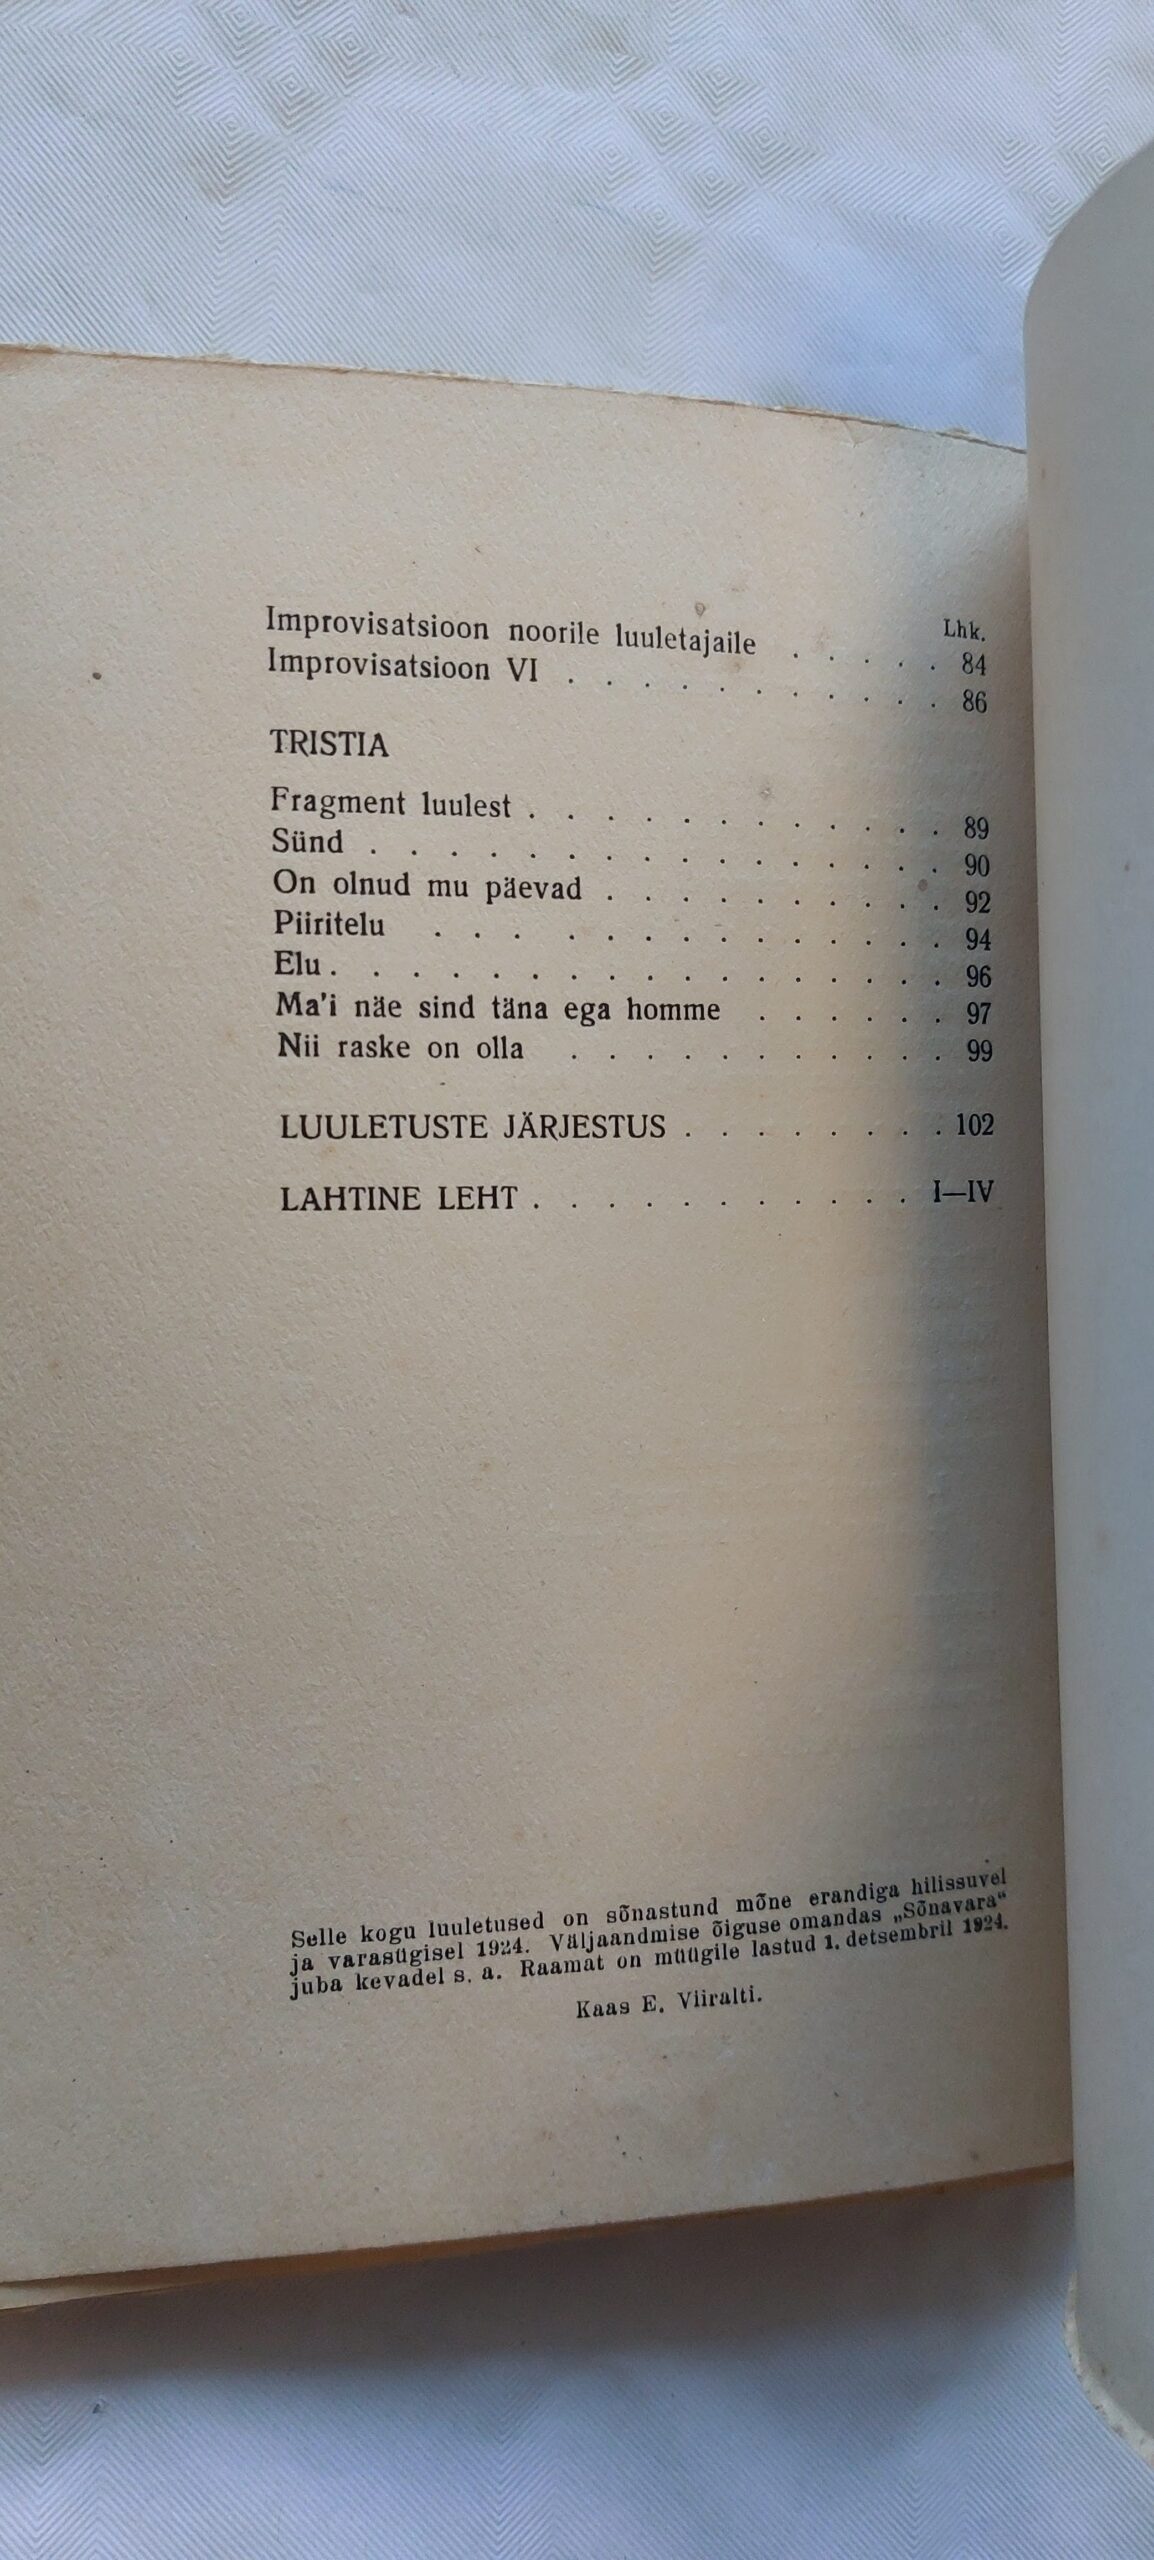 Lhk.
Improvisatsioon noorile luuletajaile . . . . . 84
Improvisatsioon VI . . . . . . . . . . 86
TRISTIA
Fragment luulest . . . . . . . . . . . 89
Sünd . . . . . . . . . . . . . . . 90
On olnud mu päevad . . . . . . . . . 92
Piiritelu . . . . . . . . . . . . . 94
Elu . . . . . . . . . . . . . . . . 96
Ma'i näe sind täna ega homme . . . . . . 97
Nii raske on olla . . . . . . . . . . . 99
LUULETUSTE JÄRJESTUS . . . . . . . . 102
LAHTINE LEHT . . . . . . . . . . . I—IV
Selle kogu luuletused on sõnastund mõne erandiga hilissuvel
ja varasügisel 1924. Väljaandmise õiguse omandas „Sõnavara“
juba kevadel s. a. Raamat on müügile lastud 1. detsembril 1924.
Kaas E. Viiralti.